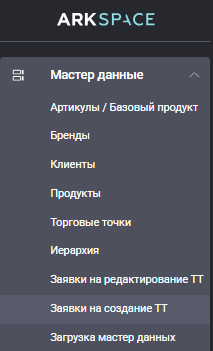 ARKSPACE
Мастер данные
Артикулы / Базовый продукт
Бренды
Клиенты
Продукты
Торговые точки
Иерархия
Заявки на редактирование ТТ
Заявки на создание ТТ
Загрузка мастер данных